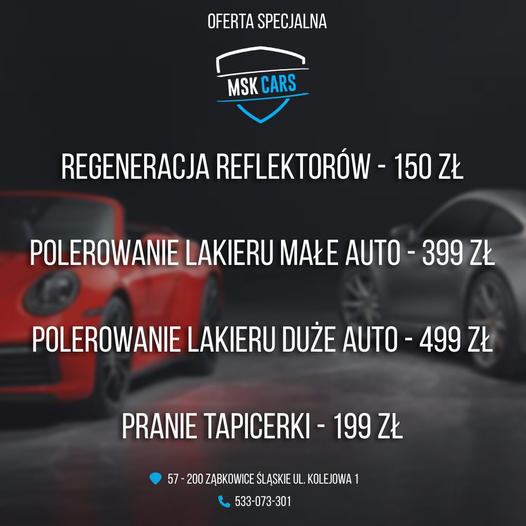 OFERTA SPECJALNA
MSK CARS
REGENERACJA REFLEKTORÓW - 150 ZŁ
POLEROWANIE LAKIERU MAŁE AUTO - 399 ZŁ
POLEROWANIE LAKIERU DUŻE AUTO - 499 ZŁ
PRANIE TAPICERKI - 199 ZŁ
57 - 200 ZĄBKOWICE ŚLĄSKIE UL. KOLEJOWA 1
533-073-301